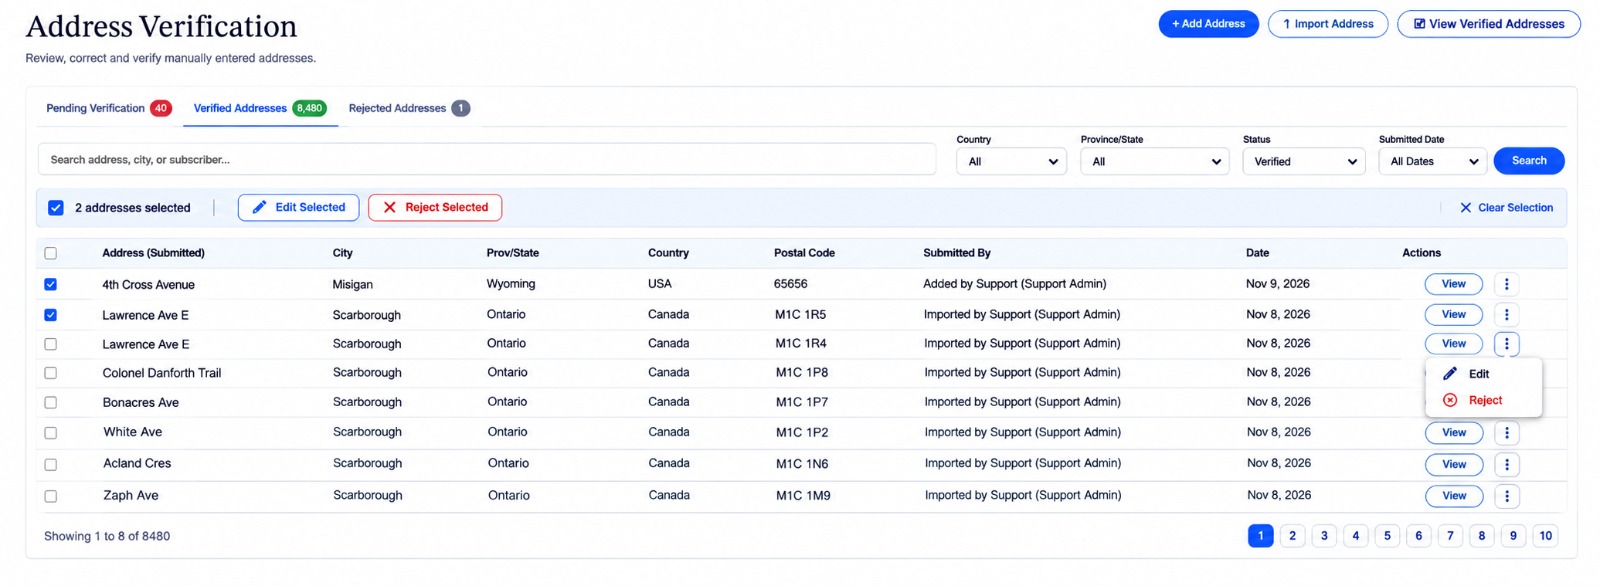 Address Verification
+ Add Address
Import Address
View Verified Addresses
Review, correct and verify manually entered addresses.
Pending Verification 40
Verified Addresses 8,480
Rejected Addresses 1
Country
Province/State
Status
Submitted Date
Search address, city, or subscriber...
All
All
Verified
All Dates
Search
2 addresses selected
Edit Selected
Reject Selected
Clear Selection
Address (Submitted) City Prov/State Country Postal Code Submitted By Date Actions
4th Cross Avenue Misigan Wyoming USA 65656 Added by Support (Support Admin) Nov 9, 2026 View
Lawrence Ave E Scarborough Ontario Canada M1C 1R5 Imported by Support (Support Admin) Nov 8, 2026 View
Lawrence Ave E Scarborough Ontario Canada M1C 1R4 Imported by Support (Support Admin) Nov 8, 2026 View
Colonel Danforth Trail Scarborough Ontario Canada M1C 1P8 Imported by Support (Support Admin) Nov 8, 2026
Edit
Bonacres Ave Scarborough Ontario Canada M1C 1P7 Imported by Support (Support Admin) Nov 8, 2026
Reject
White Ave Scarborough Ontario Canada M1C 1P2 Imported by Support (Support Admin) Nov 8, 2026 View
Acland Cres Scarborough Ontario Canada M1C 1N6 Imported by Support (Support Admin) Nov 8, 2026 View
Zaph Ave Scarborough Ontario Canada M1C 1M9 Imported by Support (Support Admin) Nov 8, 2026 View
Showing 1 to 8 of 8480
1 2 3 4 5 6 7 8 9 10